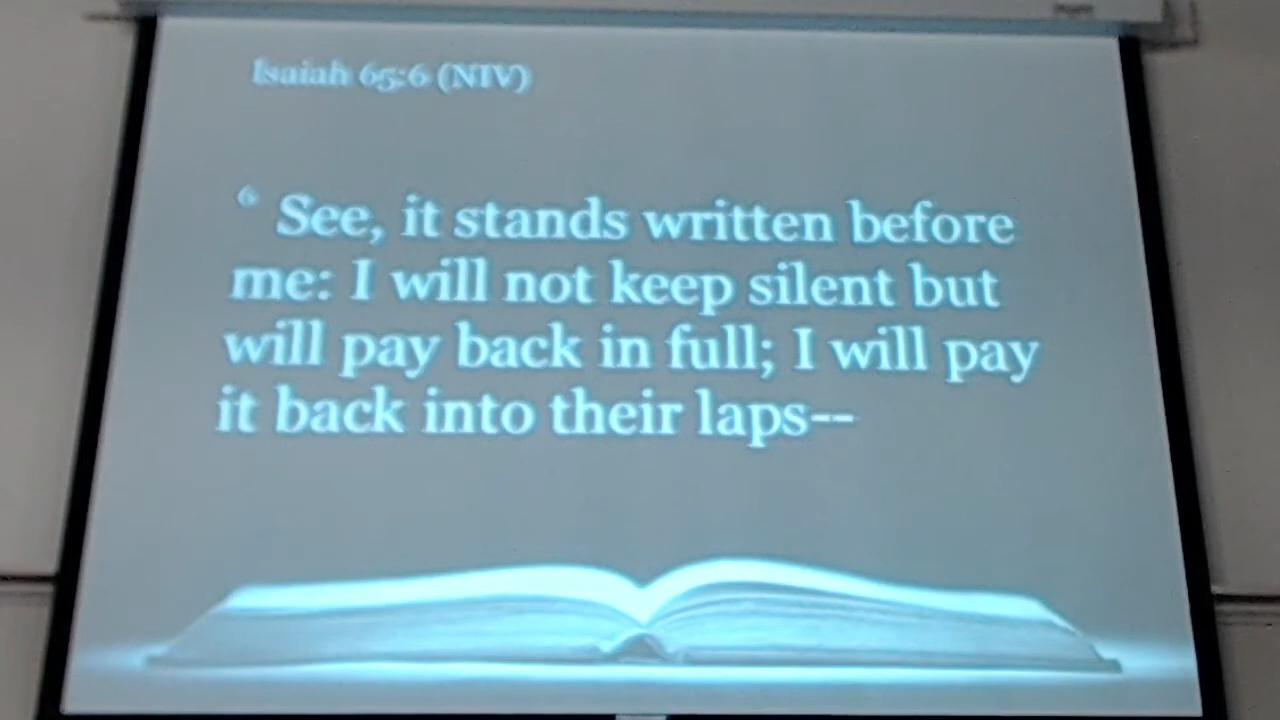 Isaiah 65:6 (NIV)
6 See, it stands written before
me: I will not keep silent but
will pay back in full; I will pay
it back into their laps--